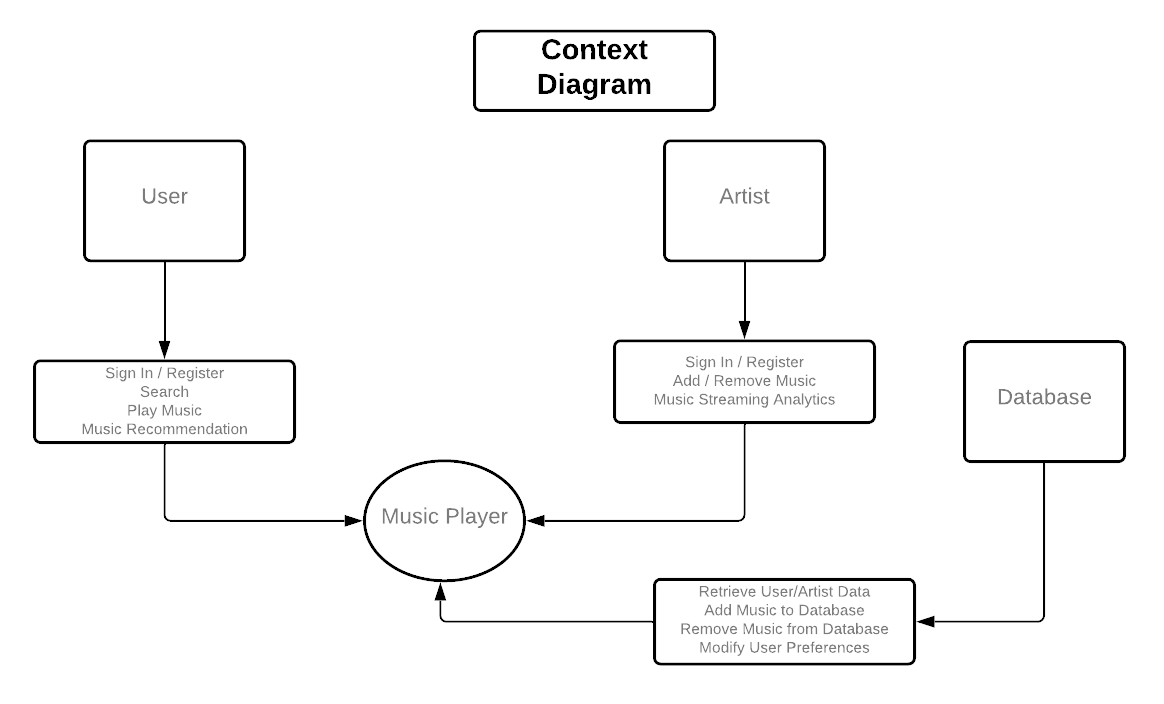 Context
Diagram
User
Artist
Sign In / Register
Search
Play Music
Music Recommendation
Sign In / Register
Add / Remove Music
Music Streaming Analytics
Database
Music Player
Retrieve User/Artist Data
Add Music to Database
Remove Music from Database
Modify User Preferences